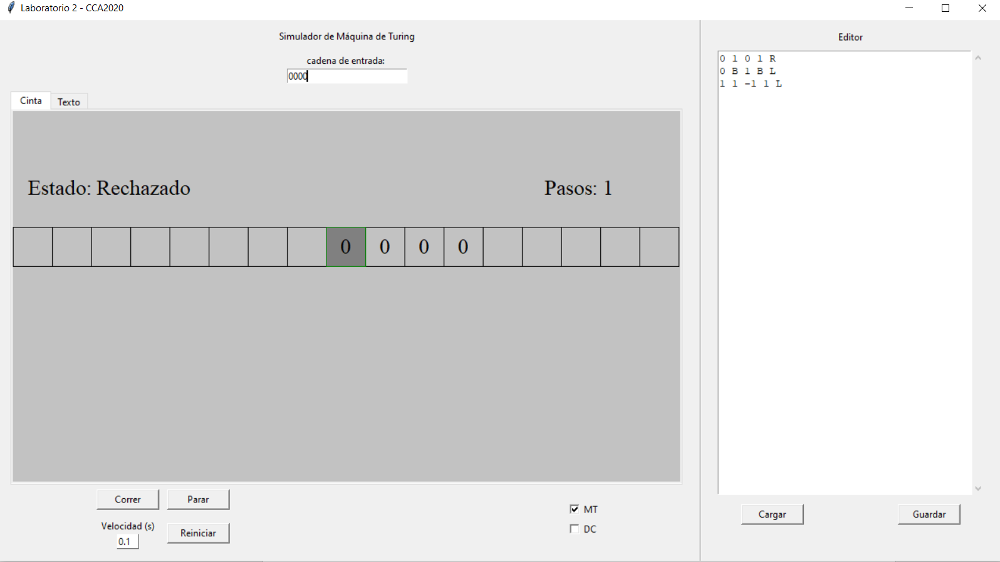 Laboratorio 2 - CCA2020
Simulador de Máquina de Turing
cadena de entrada:
0000
Cinta Texto
Estado: Rechazado Pasos: 1
0 0 0 0
Correr Parar
Velocidad (s)
0.1
Reiniciar
MT
DC
Editor
0 1 0 1 R
0 B 1 B L
1 1 -1 1 L
Cargar Guardar